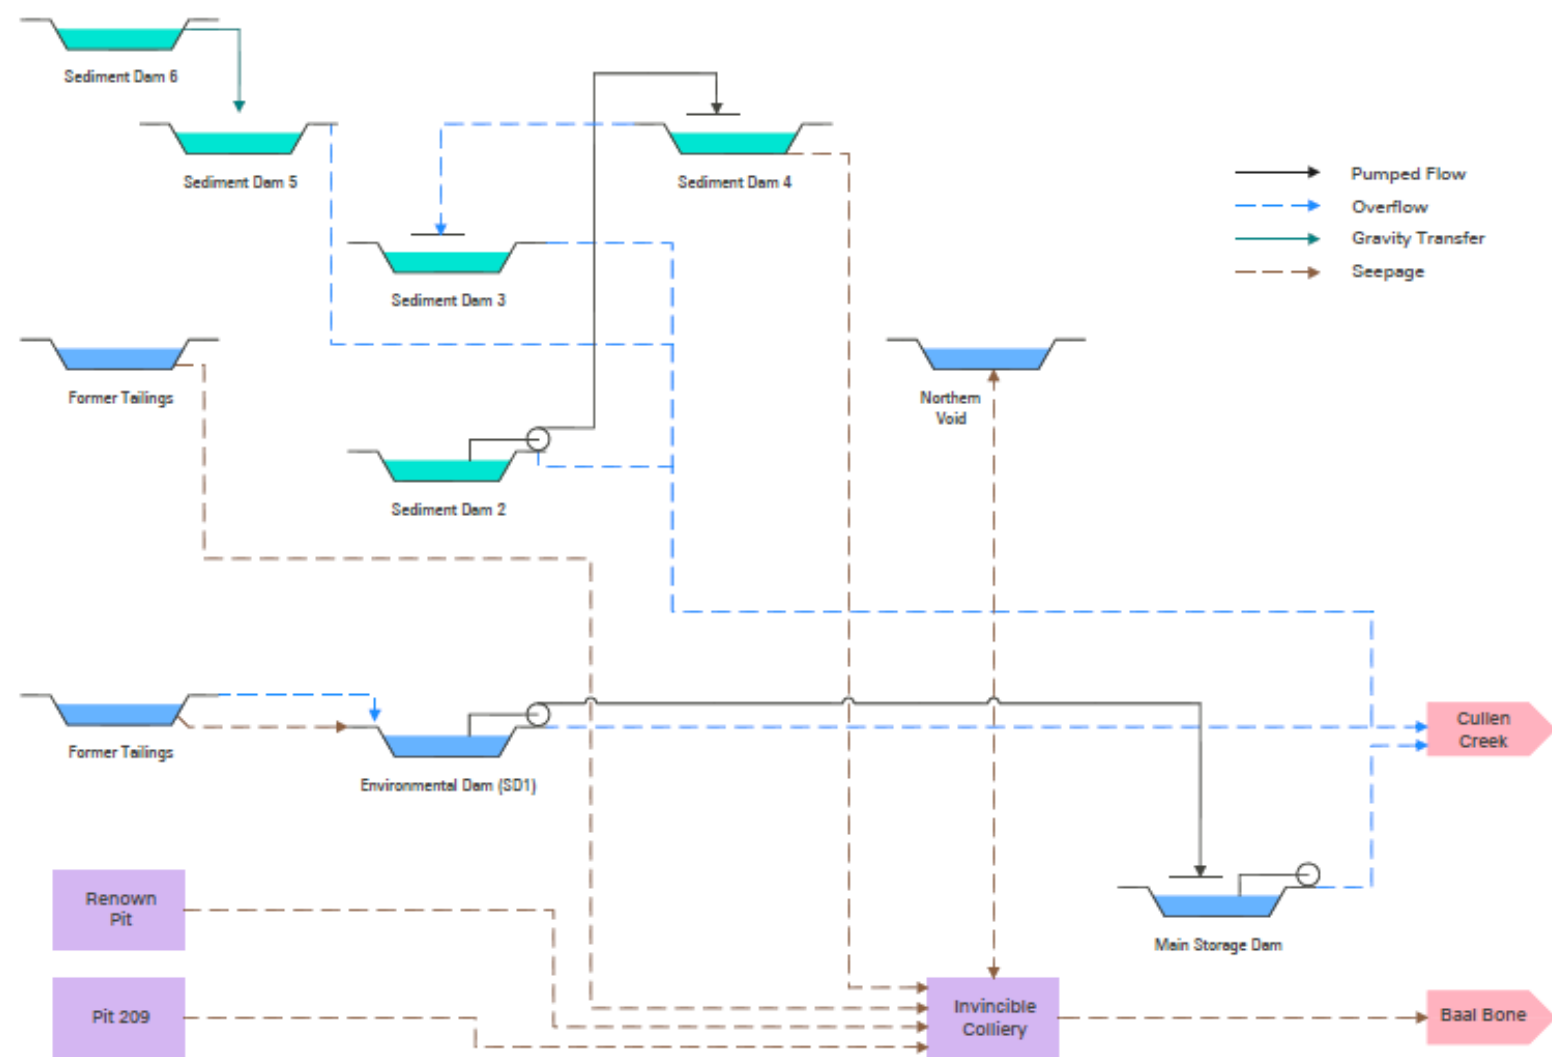 Sediment Dam 6
Sediment Dam 5
Sediment Dam 4
Pumped Flow
Overflow
Gravity Transfer
Seepage
Sediment Dam 3
Former Tailings
Northern
Void
Sediment Dam 2
Former Tailings
Environmental Dam (SD1)
Cullen
Creek
Renown
Pit
Main Storage Dam
Pit 209
Invincible
Colliery
Baal Bone